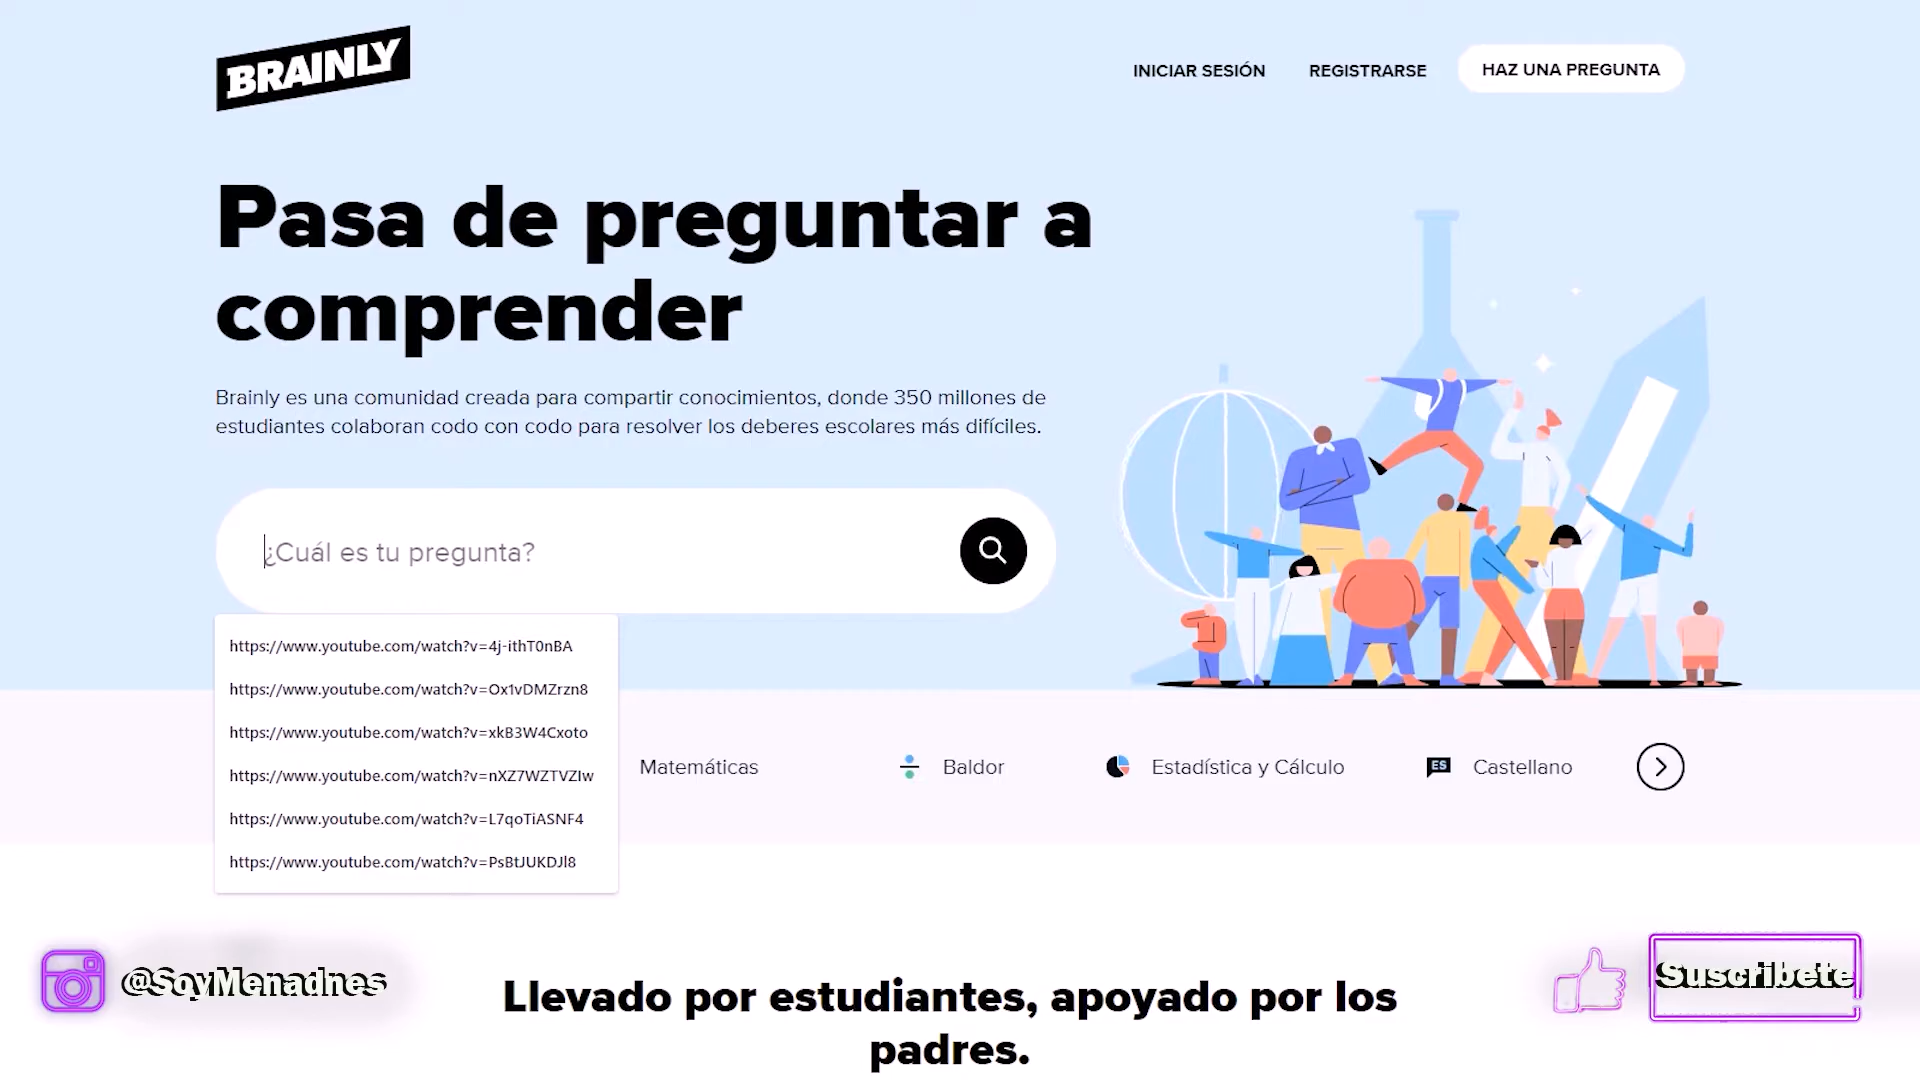 BRAINLY
INICIAR SESIÓN
REGISTRARSE
HAZ UNA PREGUNTA
Pasa de preguntar a
comprender
Brainly es una comunidad creada para compartir conocimientos, donde 350 millones de
estudiantes colaboran codo con codo para resolver los deberes escolares más difíciles.
¿Cuál es tu pregunta?
https://www.youtube.com/watch?v=4j-ithT0nBA
https://www.youtube.com/watch?v=Ox1vDMZrzn8
https://www.youtube.com/watch?v=xkB3W4Cxoto
https://www.youtube.com/watch?v=nXZ7WZTVZIw
https://www.youtube.com/watch?v=L7qoTiASNF4
https://www.youtube.com/watch?v=PsBtJUKDJl8
Matemáticas
Baldor
Estadística y Cálculo
ES
Castellano
@SoyMenadnes
Suscribete
Llevado por estudiantes, apoyado por los
padres.